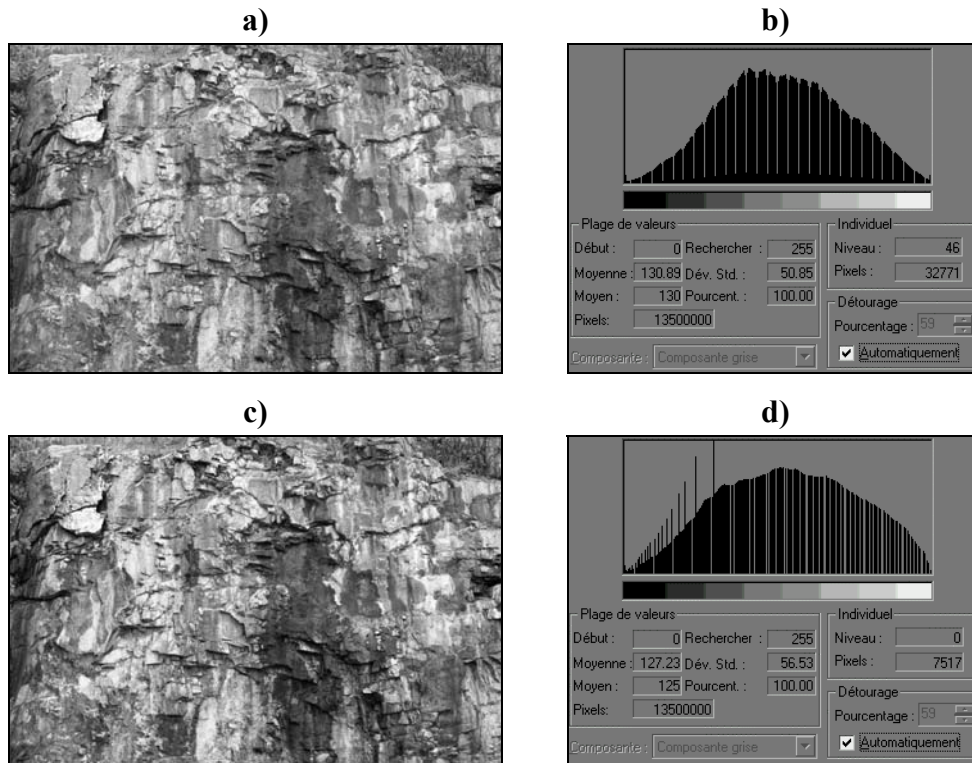 a)
b)
Plage de valeurs
Début : 0 Rechercher : 255
Moyenne : 130.89 Dév. Std. : 50.85
Moyen : 130 Pourcent. : 100.00
Pixels: 13500000
Composante : Composante grise
Individuel
Niveau : 46
Pixels : 32771
Détourage
Pourcentage : 59
Automatiquement
c)
d)
Plage de valeurs
Début : 0 Rechercher : 255
Moyenne : 127.23 Dév. Std. : 56.53
Moyen : 125 Pourcent. : 100.00
Pixels: 13500000
Composante : Composante grise
Individuel
Niveau : 0
Pixels : 7517
Détourage
Pourcentage : 59
Automatiquement